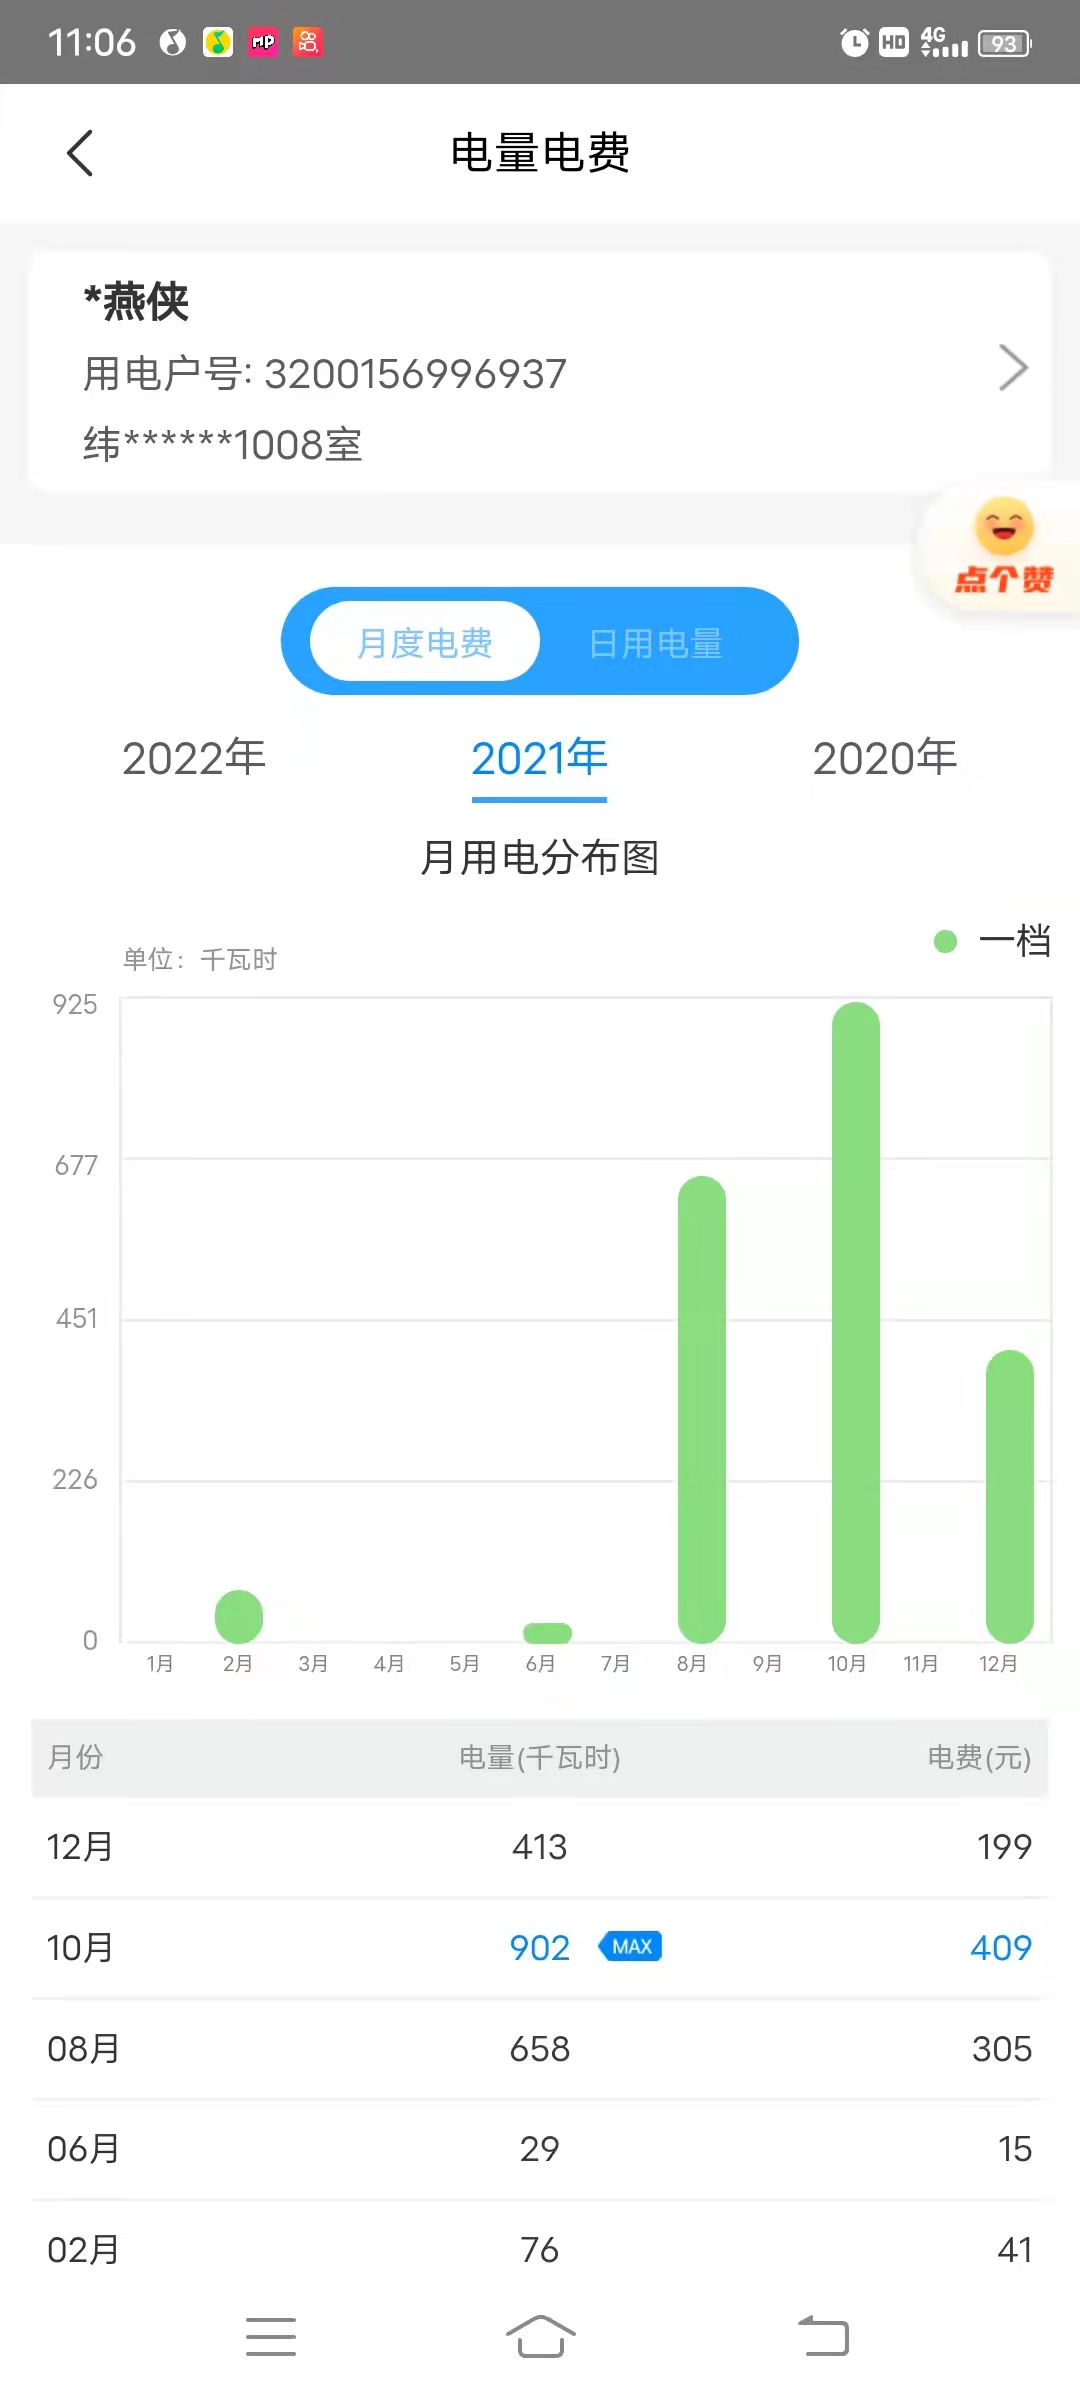 11:06 MP HD 4G 93
电量电费
*燕侠
用电户号: 3200156996937
纬******1008室
点个赞
月度电费 日用电量
2022年 2021年 2020年
月用电分布图
单位：千瓦时 一档
925
677
451
226
0
1月 2月 3月 4月 5月 6月 7月 8月 9月 10月 11月 12月
月份 电量(千瓦时) 电费(元)
12月 413 199
10月 902 MAX 409
08月 658 305
06月 29 15
02月 76 41